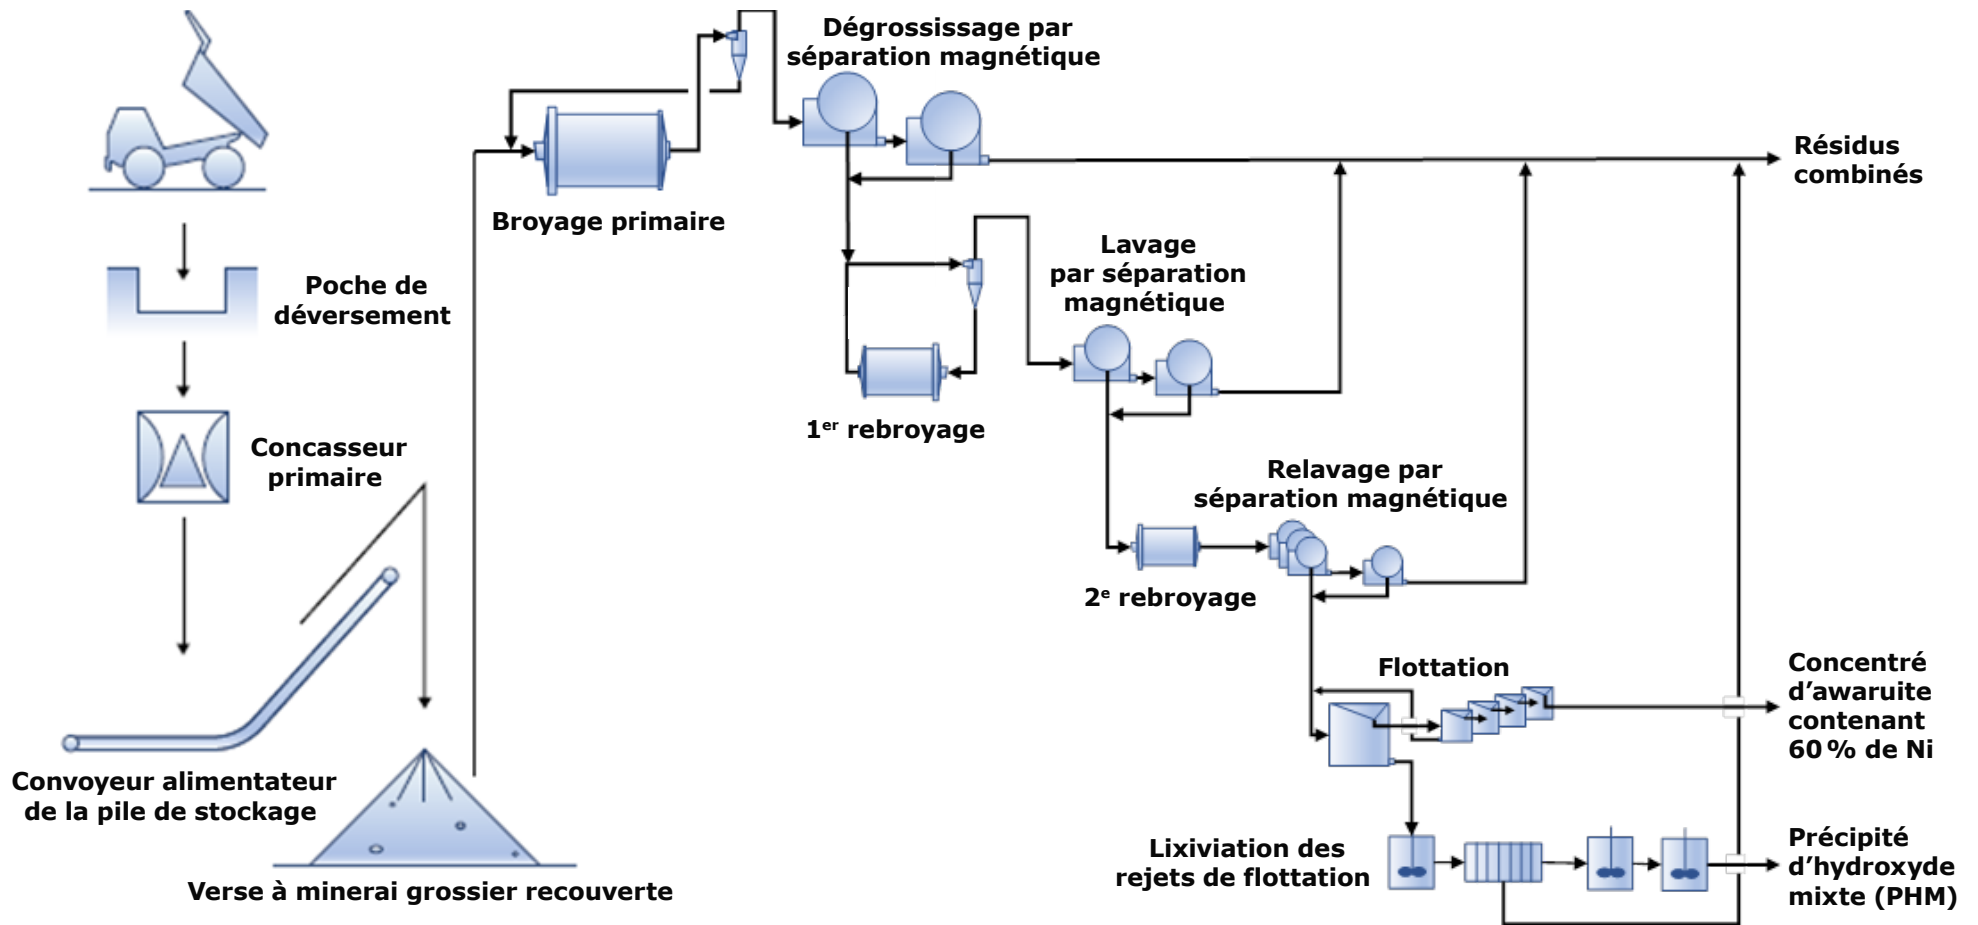 Dégrossissage par
séparation magnétique
Résidus
combinés
Broyage primaire
Lavage
par séparation
magnétique
Poche de
déversement
1er rebroyage
Concasseur
primaire
Relavage par
séparation magnétique
2e rebroyage
Flottation
Concentré
d’awaruite
contenant
60 % de Ni
Convoyeur alimentateur
de la pile de stockage
Lixiviation des
rejets de flottation
Précipité
d’hydroxyde
mixte (PHM)
Verse à minerai grossier recouverte